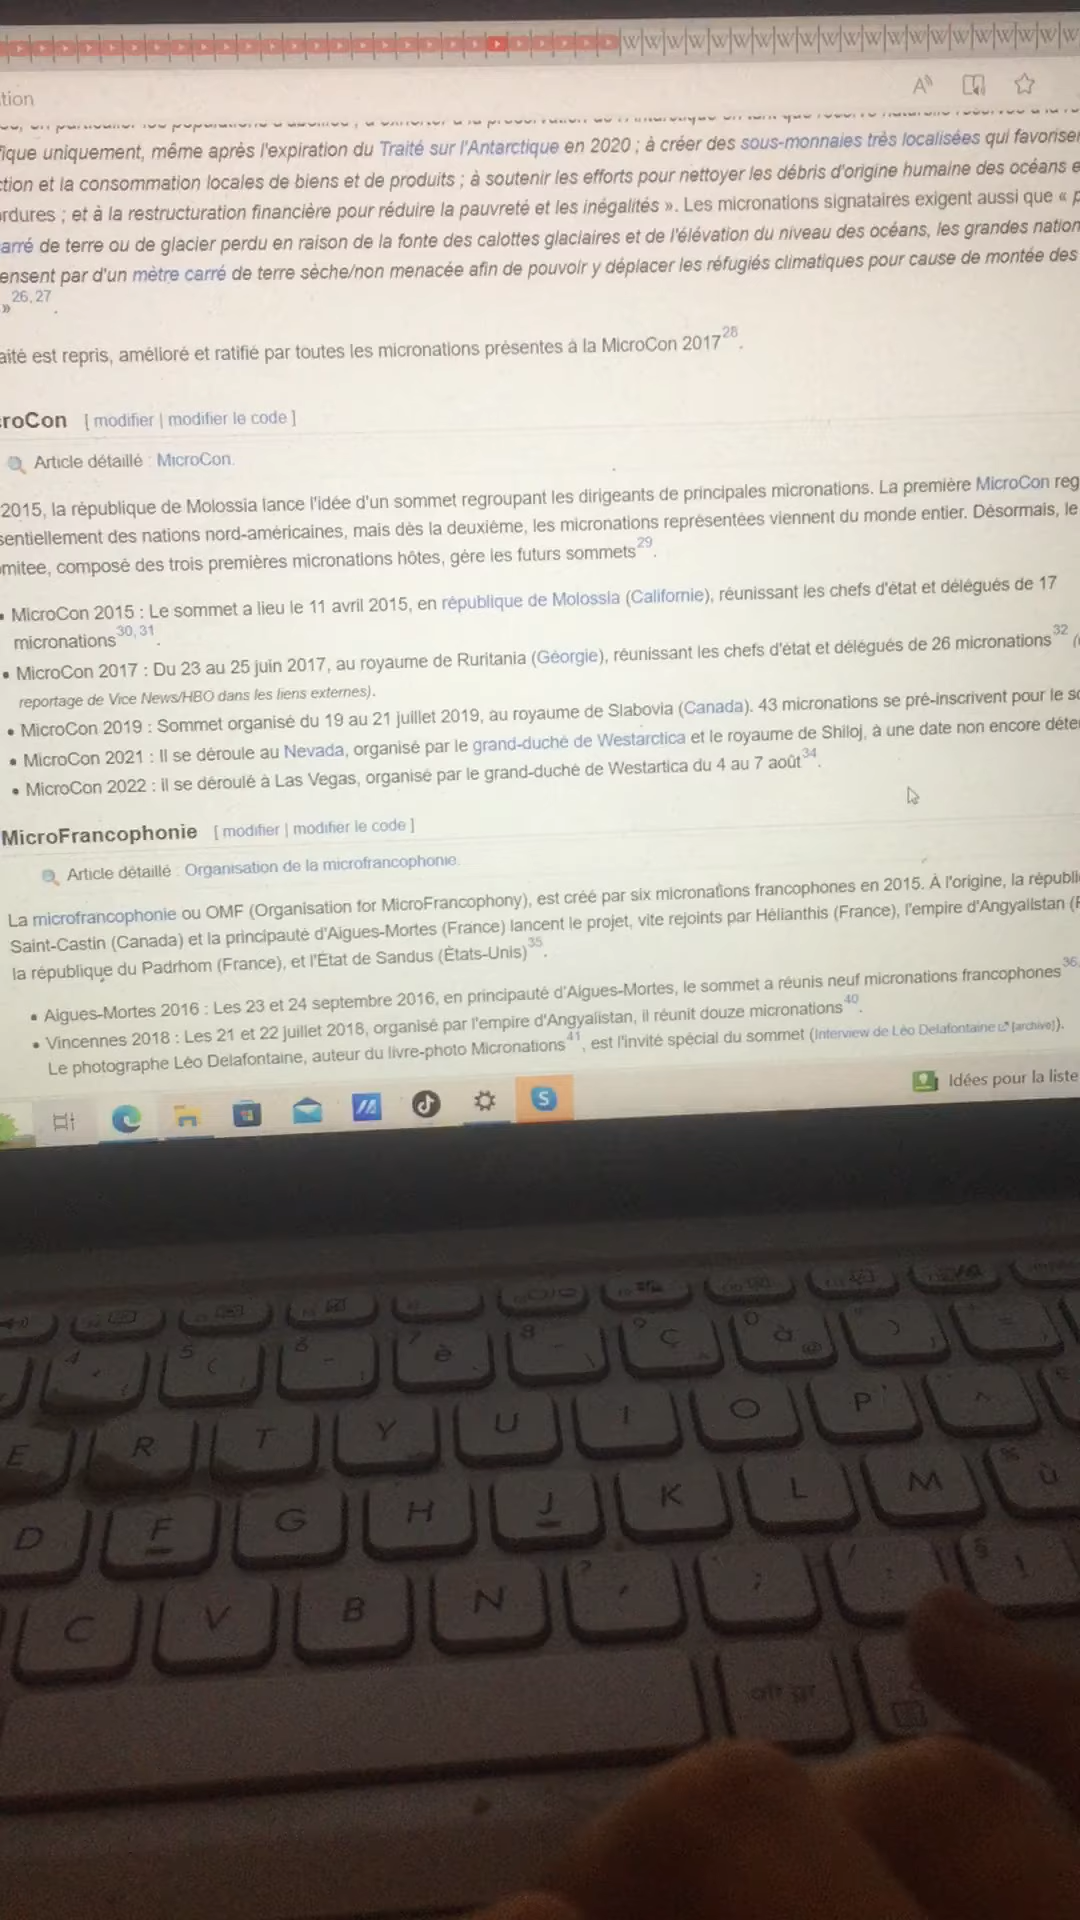 W W W W W W W W W W W W W W W W W W W W W
tion
fique uniquement, même après l'expiration du Traité sur l'Antarctique en 2020 ; à créer des sous-monnaies très localisées qui favoriser
ction et la consommation locales de biens et de produits ; à soutenir les efforts pour nettoyer les débris d'origine humaine des océans e
ordures ; et à la restructuration financière pour réduire la pauvreté et les inégalités ». Les micronations signataires exigent aussi que « p
carré de terre ou de glacier perdu en raison de la fonte des calottes glaciaires et de l'élévation du niveau des océans, les grandes nation
ensent par d'un mètre carré de terre sèche/non menacée afin de pouvoir y déplacer les réfugiés climatiques pour cause de montée des
» 26, 27.
aité est repris, amélioré et ratifié par toutes les micronations présentes à la MicroCon 2017 28.
croCon [ modifier | modifier le code ]
Article détaillé : MicroCon.
2015, la république de Molossia lance l'idée d'un sommet regroupant les dirigeants de principales micronations. La première MicroCon reg
sentiellement des nations nord-américaines, mais dès la deuxième, les micronations représentées viennent du monde entier. Désormais, le
omitee, composé des trois premières micronations hôtes, gère les futurs sommets 29.
• MicroCon 2015 : Le sommet a lieu le 11 avril 2015, en république de Molossia (Californie), réunissant les chefs d'état et délégués de 17
micronations 30, 31.
• MicroCon 2017 : Du 23 au 25 juin 2017, au royaume de Ruritania (Géorgie), réunissant les chefs d'état et délégués de 26 micronations 32 (
reportage de Vice News/HBO dans les liens externes).
• MicroCon 2019 : Sommet organisé du 19 au 21 juillet 2019, au royaume de Slabovia (Canada). 43 micronations se pré-inscrivent pour le so
• MicroCon 2021 : Il se déroule au Nevada, organisé par le grand-duché de Westarctica et le royaume de Shiloj, à une date non encore déte
• MicroCon 2022 : il se déroulé à Las Vegas, organisé par le grand-duché de Westartica du 4 au 7 août 34.
MicroFrancophonie [ modifier | modifier le code ]
Article détaillé : Organisation de la microfrancophonie.
La microfrancophonie ou OMF (Organisation for MicroFrancophony), est créé par six micronations francophones en 2015. À l'origine, la républi
Saint-Castin (Canada) et la principauté d'Aigues-Mortes (France) lancent le projet, vite rejoints par Hélianthis (France), l'empire d'Angyalistan (F
la république du Padrhom (France), et l'État de Sandus (États-Unis) 35.
• Aigues-Mortes 2016 : Les 23 et 24 septembre 2016, en principauté d'Aigues-Mortes, le sommet a réunis neuf micronations francophones 36,
• Vincennes 2018 : Les 21 et 22 juillet 2018, organisé par l'empire d'Angyalistan, il réunit douze micronations 40.
Le photographe Léo Delafontaine, auteur du livre-photo Micronations 41, est l'invité spécial du sommet (Interview de Léo Delafontaine [archive]).
Idées pour la liste
4 5 ( 6 - 7 è 8 _ \ 9 ç 0 à @ ) ]
E R T Y U I O P ^
D F G H J K L M % ù
C V B N ? , . ; / : § !
alt gr